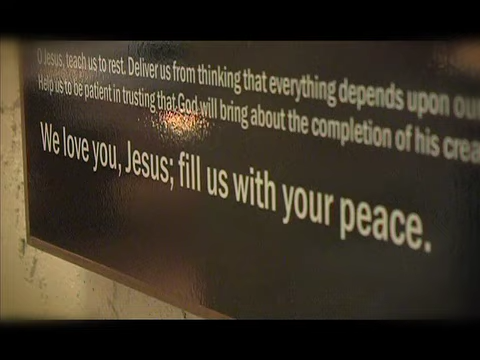 O Jesus, teach us to rest. Deliver us from thinking that everything depends upon our
Help us to be patient in trusting that God will bring about the completion of his crea
We love you, Jesus; fill us with your peace.